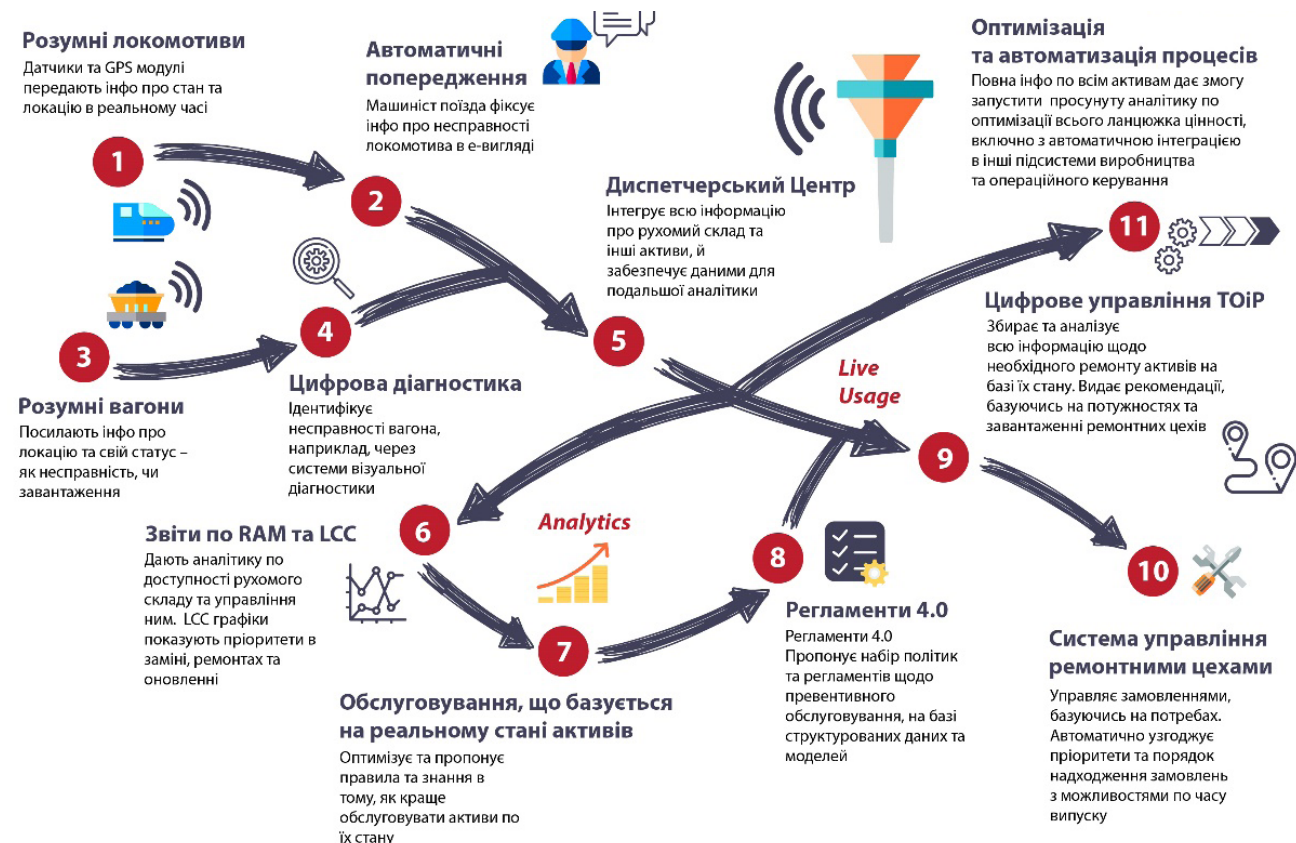 Розумні локомотиви
Датчики та GPS модулі
передають інфо про стан та
локацію в реальному часі
1
Автоматичні
попередження
Машиніст поїзда фіксує
інфо про несправності
локомотива в е-вигляді
2
3
Розумні вагони
Посилають інфо про
локацію та свій статус –
як несправність, чи
завантаження
4
Цифрова діагностика
Ідентифікує
несправності вагона,
наприклад, через
системи візуальної
діагностики
Диспетчерський Центр
Інтегрує всю інформацію
про рухомий склад та
інші активи, й
забезпечує даними для
подальшої аналітики
5
6
Звіти по RAM та LCC
Дають аналітику по
доступності рухомого
складу та управління
ним. LCC графіки
показують пріоритети в
заміні, ремонтах та
оновленні
Analytics
7
Обслуговування, що базується
на реальному стані активів
Оптимізує та пропонує
правила та знання в
тому, як краще
обслуговувати активи по
їх стану
8
Регламенти 4.0
Регламенти 4.0
Пропонує набір політик
та регламентів щодо
превентивного
обслуговування, на базі
структурованих даних та
моделей
Live
Usage
9
Цифрове управління TOiP
Збирає та аналізує
всю інформацію щодо
необхідного ремонту активів на
базі їх стану. Видає рекомендації,
базуючись на потужностях та
завантаженні ремонтних цехів
10
Система управління
ремонтними цехами
Управляє замовленнями,
базуючись на потребах.
Автоматично узгоджує
пріоритети та порядок
надходження замовлень
з можливостями по часу
випуску
Оптимізація
та автоматизація процесів
Повна інфо по всім активам дає змогу
запустити просунуту аналітику по
оптимізації всього ланцюжка цінності,
включно з автоматичною інтеграцією
в інші підсистеми виробництва
та операційного керування
11